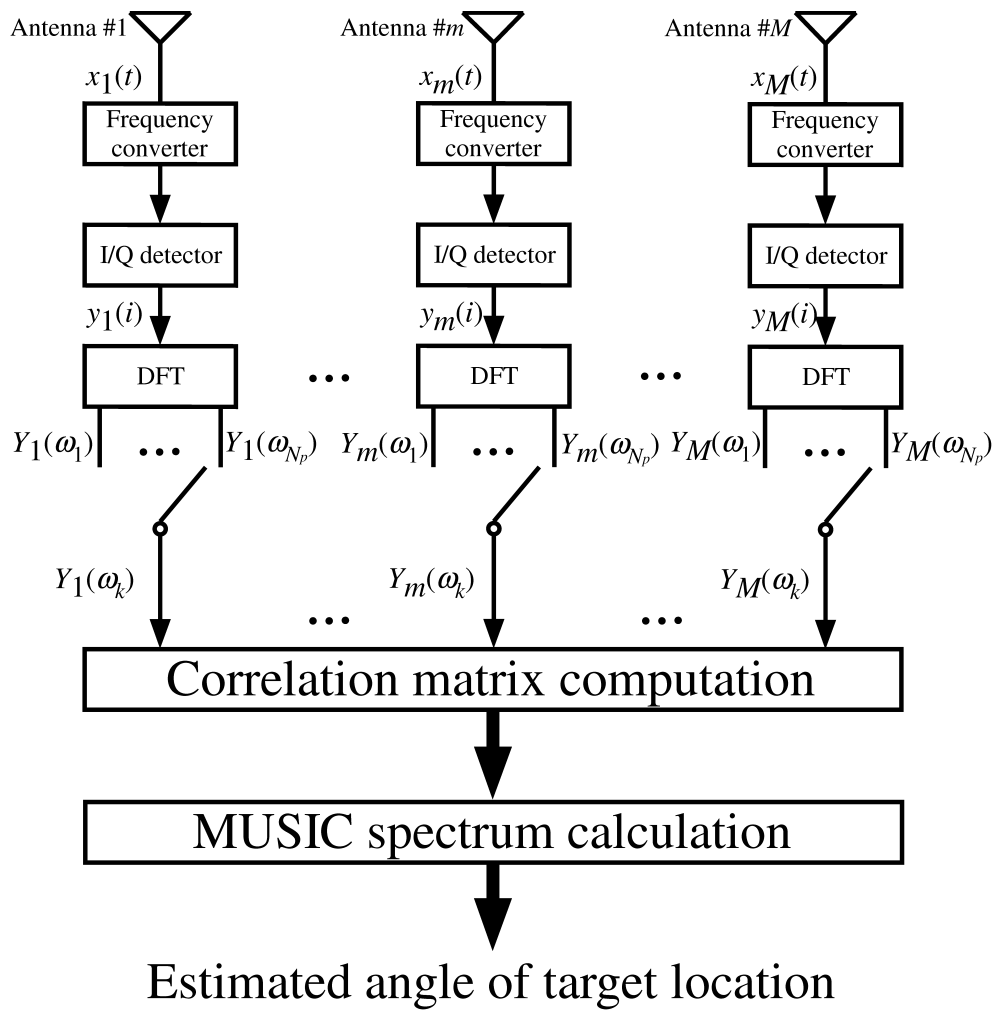 Antenna #1 Antenna #m Antenna #M
x1(t) xm(t) xM(t)
Frequency converter Frequency converter Frequency converter
I/Q detector I/Q detector I/Q detector
y1(i) ym(i) yM(i)
DFT ... DFT ... DFT
Y1(ω1) ... Y1(ωNp) Ym(ω1) ... Ym(ωNp) YM(ω1) ... YM(ωNp)
Y1(ωk) Ym(ωk) YM(ωk)
... ...
Correlation matrix computation
MUSIC spectrum calculation
Estimated angle of target location